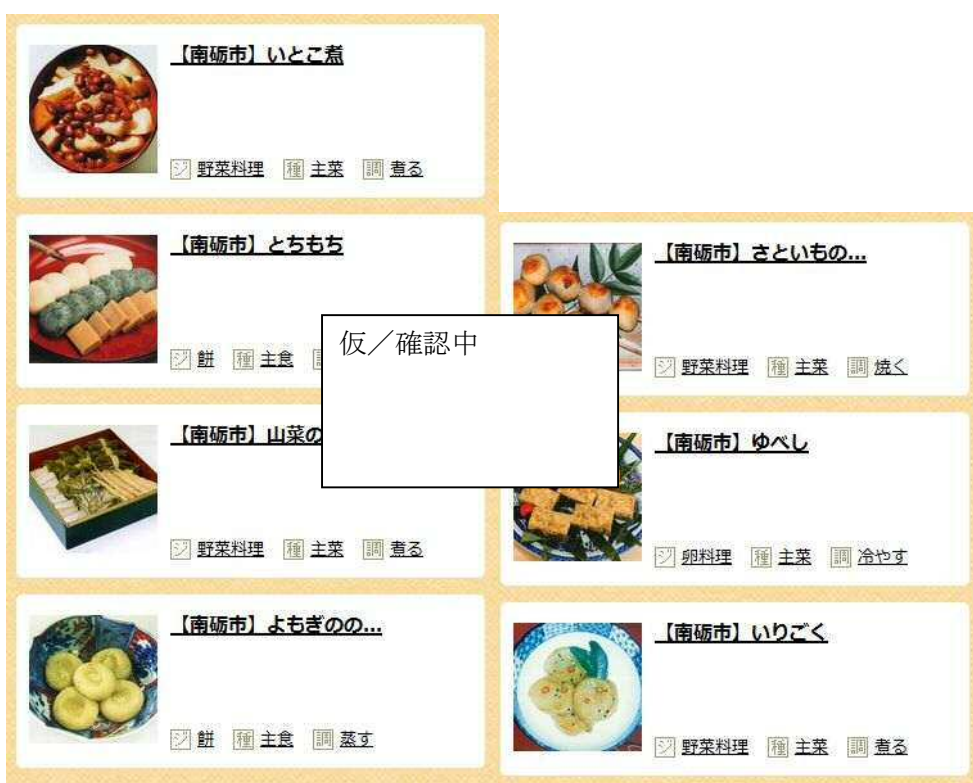 【南砺市】いとこ煮
ジ 野菜料理 種 主菜 調 煮る
【南砺市】とちもち
ジ 餅 種 主食
【南砺市】山菜の
ジ 野菜料理 種 主菜 調 煮る
【南砺市】よもぎのの...
ジ 餅 種 主食 調 蒸す
仮／確認中
【南砺市】さといもの...
ジ 野菜料理 種 主菜 調 焼く
【南砺市】ゆべし
ジ 卵料理 種 主菜 調 冷やす
【南砺市】いりごく
ジ 野菜料理 種 主菜 調 煮る